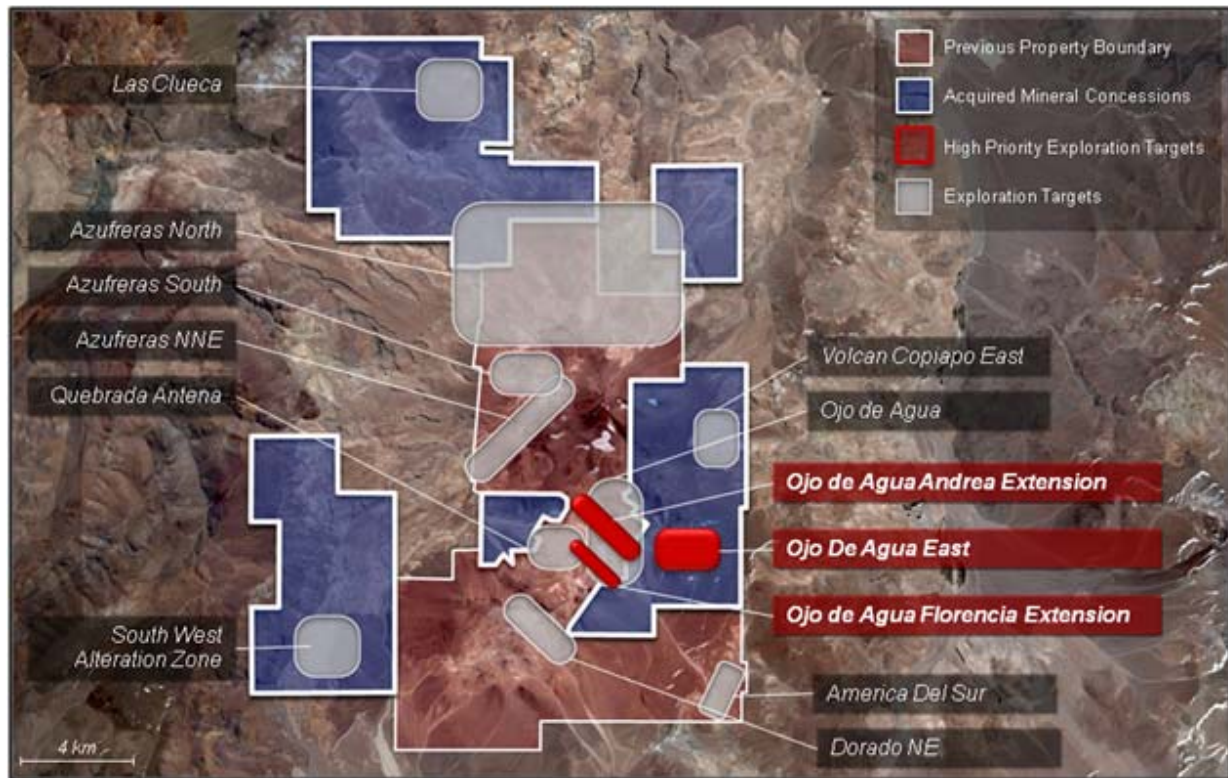 Las Clueca
Azufreras North
Azufreras South
Azufreras NNE
Quebrada Antena
South West
Alteration Zone
4 km
Previous Property Boundary
Acquired Mineral Concessions
High Priority Exploration Targets
Exploration Targets
Volcan Copiapo East
Ojo de Agua
Ojo de Agua Andrea Extension
Ojo De Agua East
Ojo de Agua Florencia Extension
America Del Sur
Dorado NE